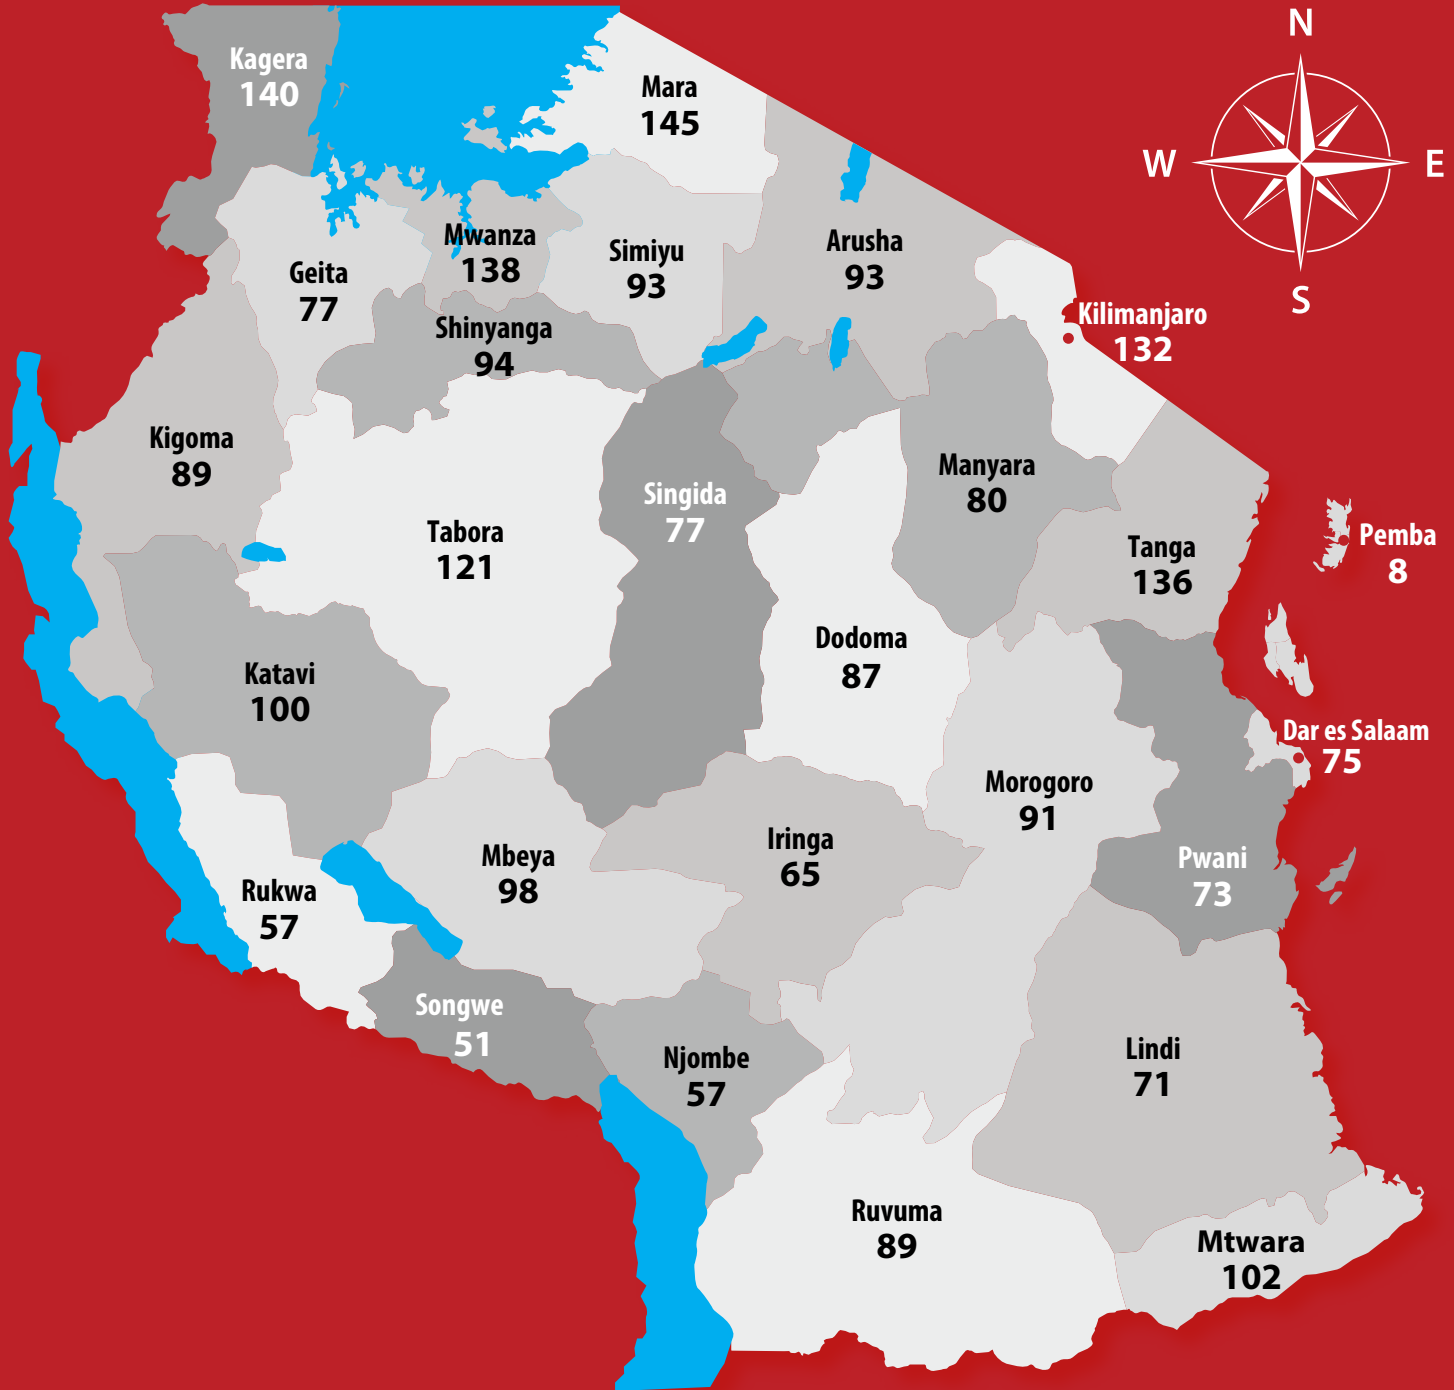 N
W
E
S
Kagera
140
Mara
145
Mwanza
138
Simiyu
93
Arusha
93
Geita
77
Shinyanga
94
Kilimanjaro
132
Kigoma
89
Tabora
121
Singida
77
Manyara
80
Tanga
136
Pemba
8
Katavi
100
Dodoma
87
Dar es Salaam
75
Morogoro
91
Rukwa
57
Mbeya
98
Iringa
65
Pwani
73
Songwe
51
Njombe
57
Lindi
71
Ruvuma
89
Mtwara
102